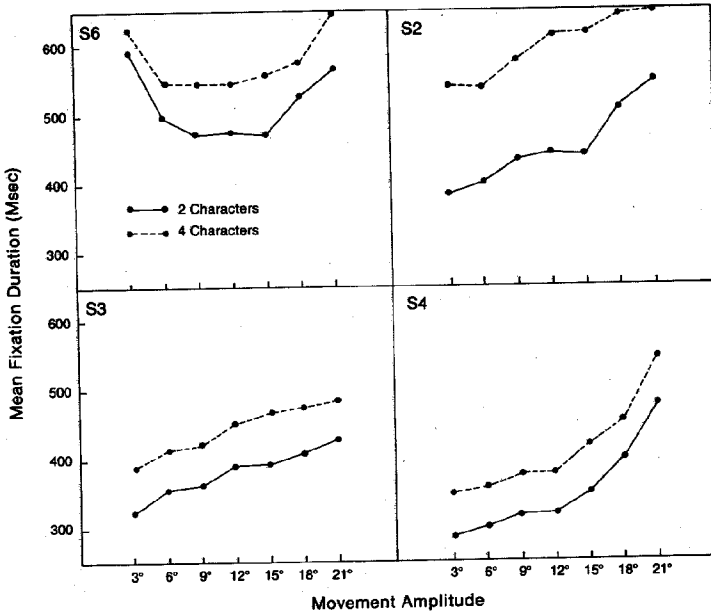 S6
S2
600
500
400
300
2 Characters
4 Characters
Mean Fixation Duration (Msec)
S3
S4
600
500
400
300
3° 6° 9° 12° 15° 18° 21°
3° 6° 9° 12° 15° 18° 21°
Movement Amplitude